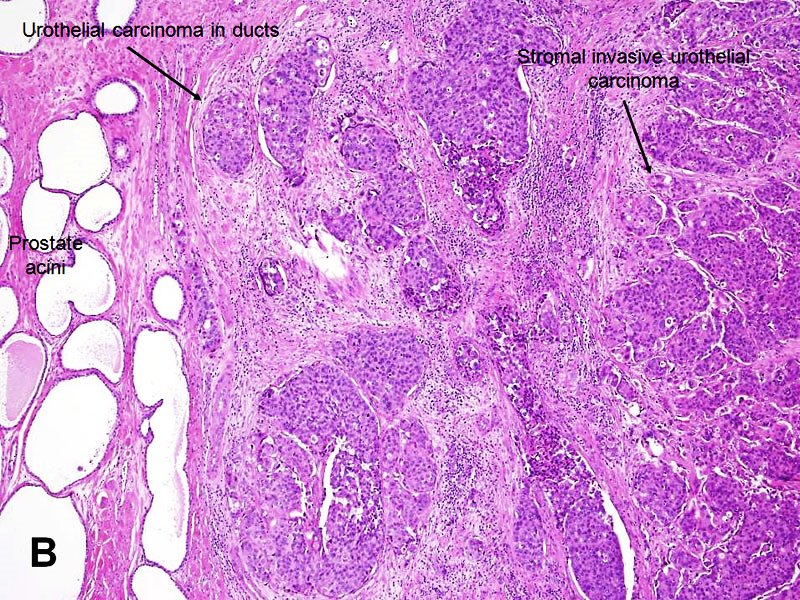 Urothelial carcinoma in ducts
Stromal invasive urothelial
carcinoma
Prostate
acini
B